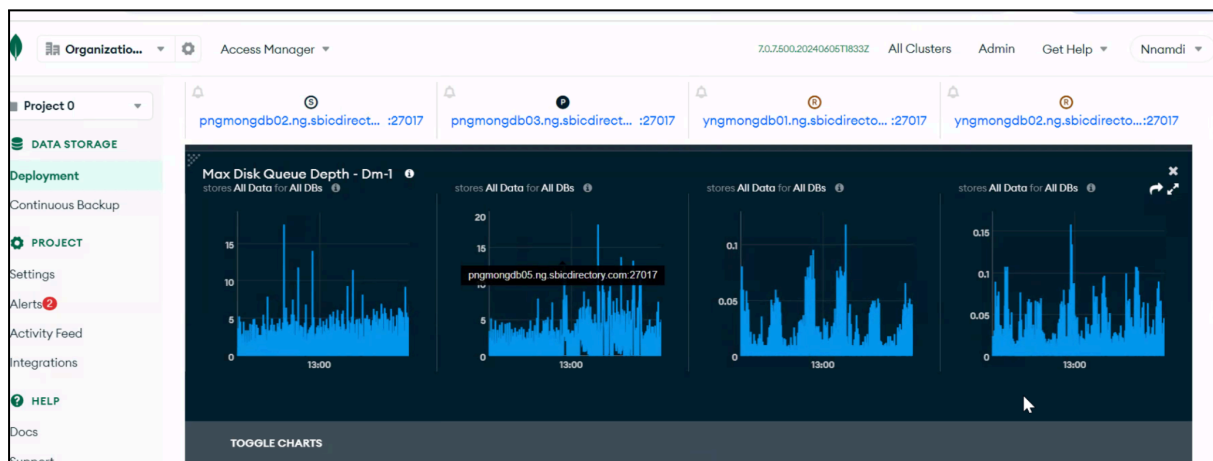 Organizatio...
Access Manager
7.0.7.500.20240605T1833Z
All Clusters
Admin
Get Help
Nnamdi
Project 0
DATA STORAGE
Deployment
Continuous Backup
PROJECT
Settings
Alerts 2
Activity Feed
Integrations
HELP
Docs
Support
S
pngmongdb02.ng.sbicdirect... :27017
P
pngmongdb03.ng.sbicdirect... :27017
R
yngmongdb01.ng.sbicdirecto... :27017
R
yngmongdb02.ng.sbicdirecto...:27017
Max Disk Queue Depth - Dm-1
stores All Data for All DBs
15
10
5
0
13:00
stores All Data for All DBs
20
15
pngmongdb05.ng.sbicdirectory.com:27017
10
5
0
13:00
stores All Data for All DBs
0.1
0.05
0
13:00
stores All Data for All DBs
0.15
0.1
0.05
0
13:00
TOGGLE CHARTS